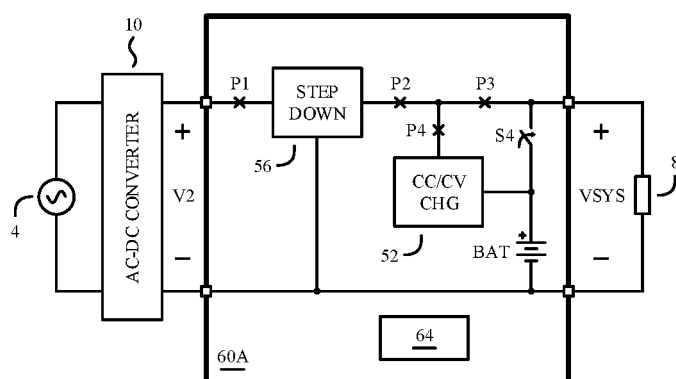 10
P1
STEP
DOWN
P2
P3
P4
S4
56
AC-DC CONVERTER
+
V2
−
4
CC/CV
CHG
52
+
BAT
+
VSYS
−
8
60A
64